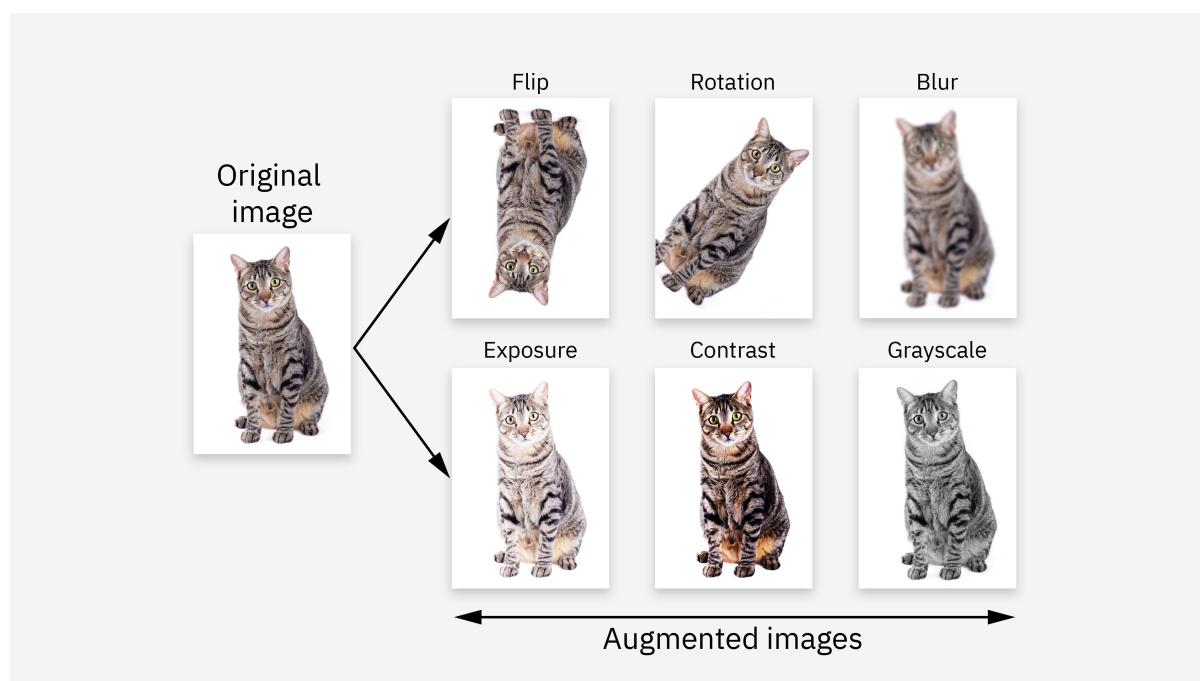 Original
image
Flip
Rotation
Blur
Exposure
Contrast
Grayscale
Augmented images